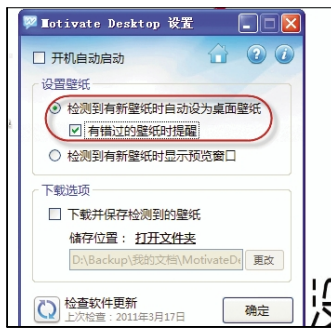 Motivate Desktop 设置
开机自动启动
设置壁纸
检测到有新壁纸时自动设为桌面壁纸
有错过的壁纸时提醒
检测到有新壁纸时显示预览窗口
下载选项
下载并保存检测到的壁纸
储存位置： 打开文件夹
D:\Backup\我的文档\MotivateDe
更改
检查软件更新
上次检查：2011年3月17日
确定